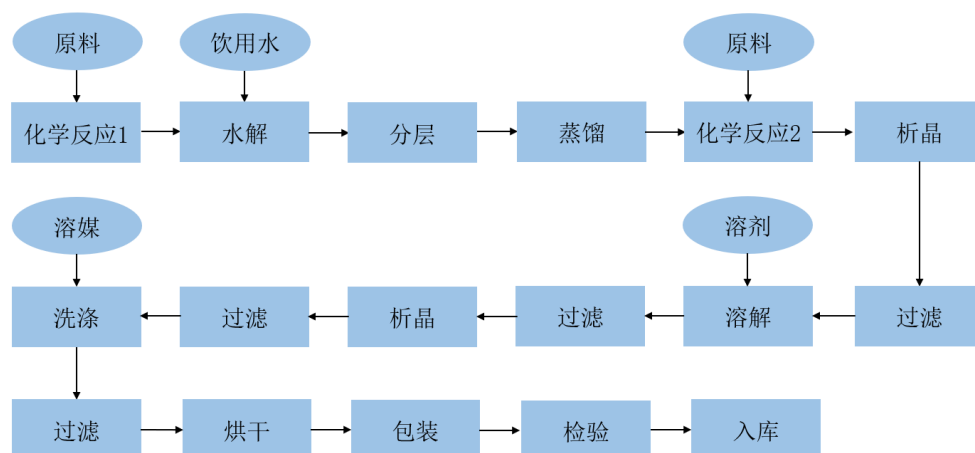 原料
饮用水
原料
化学反应1
水解
分层
蒸馏
化学反应2
析晶
溶媒
溶剂
洗涤
过滤
析晶
过滤
溶解
过滤
过滤
烘干
包装
检验
入库